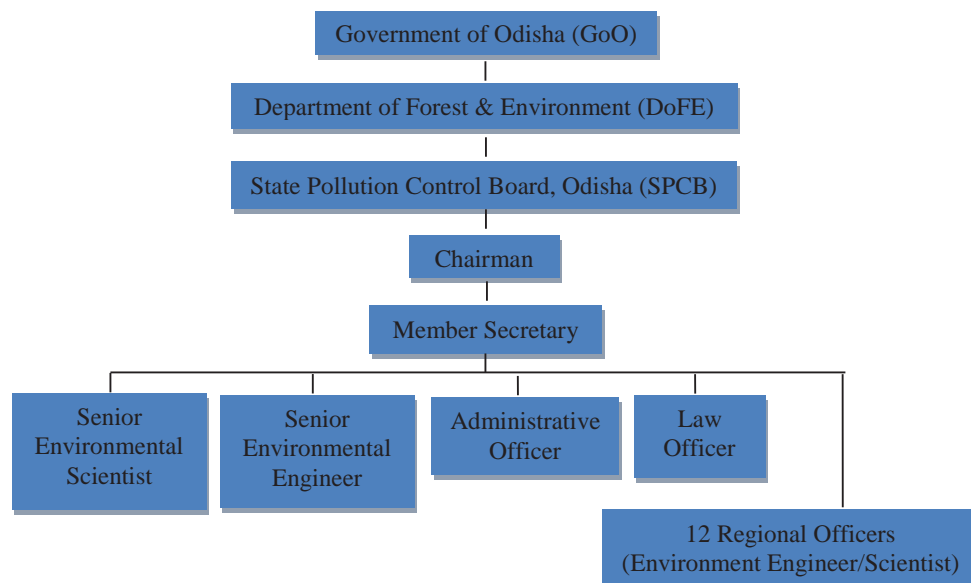 Government of Odisha (GoO)
Department of Forest & Environment (DoFE)
State Pollution Control Board, Odisha (SPCB)
Chairman
Member Secretary
Senior
Environmental
Scientist
Senior
Environmental
Engineer
Administrative
Officer
Law
Officer
12 Regional Officers
(Environment Engineer/Scientist)